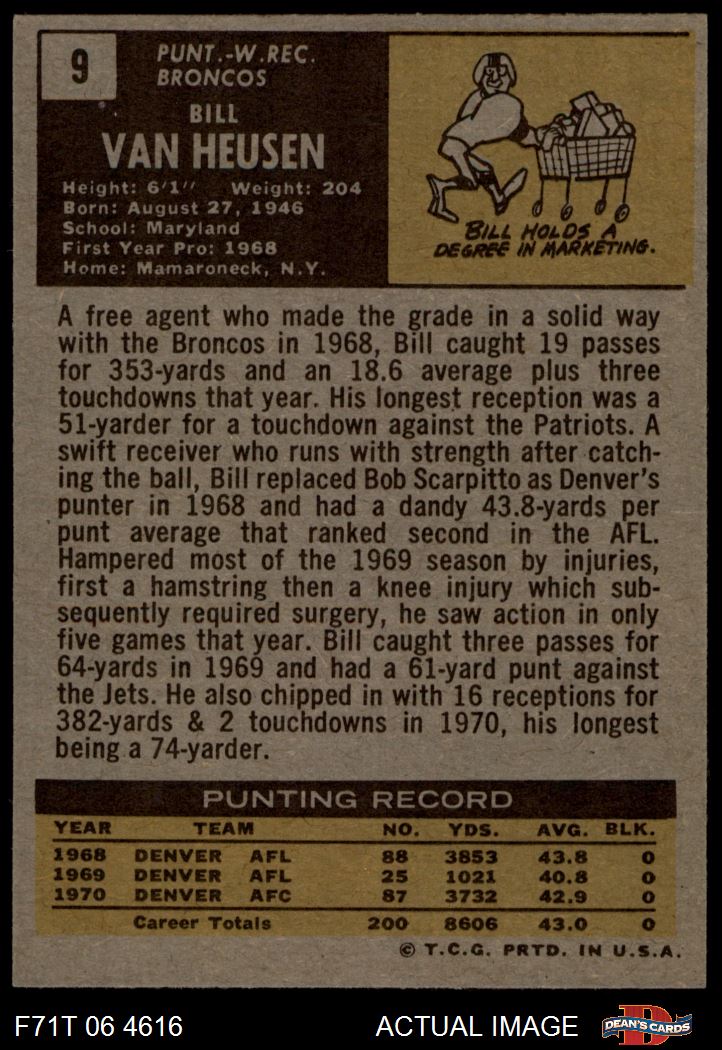 9
PUNT.-W.REC.
BRONCOS
BILL
VAN HEUSEN
Height: 6'1" Weight: 204
Born: August 27, 1946
School: Maryland
First Year Pro: 1968
Home: Mamaroneck, N.Y.
BILL HOLDS A
DEGREE IN MARKETING.
A free agent who made the grade in a solid way
with the Broncos in 1968, Bill caught 19 passes
for 353-yards and an 18.6 average plus three
touchdowns that year. His longest reception was a
51-yarder for a touchdown against the Patriots. A
swift receiver who runs with strength after catch-
ing the ball, Bill replaced Bob Scarpitto as Denver's
punter in 1968 and had a dandy 43.8-yards per
punt average that ranked second in the AFL.
Hampered most of the 1969 season by injuries,
first a hamstring then a knee injury which sub-
sequently required surgery, he saw action in only
five games that year. Bill caught three passes for
64-yards in 1969 and had a 61-yard punt against
the Jets. He also chipped in with 16 receptions for
382-yards & 2 touchdowns in 1970, his longest
being a 74-yarder.
PUNTING RECORD
YEAR TEAM NO. YDS. AVG. BLK.
1968 DENVER AFL 88 3853 43.8 0
1969 DENVER AFL 25 1021 40.8 0
1970 DENVER AFC 87 3732 42.9 0
Career Totals 200 8606 43.0 0
© T.C.G. PRTD. IN U.S.A.
F71T 06 4616 ACTUAL IMAGE
D
DEAN'S CARDS